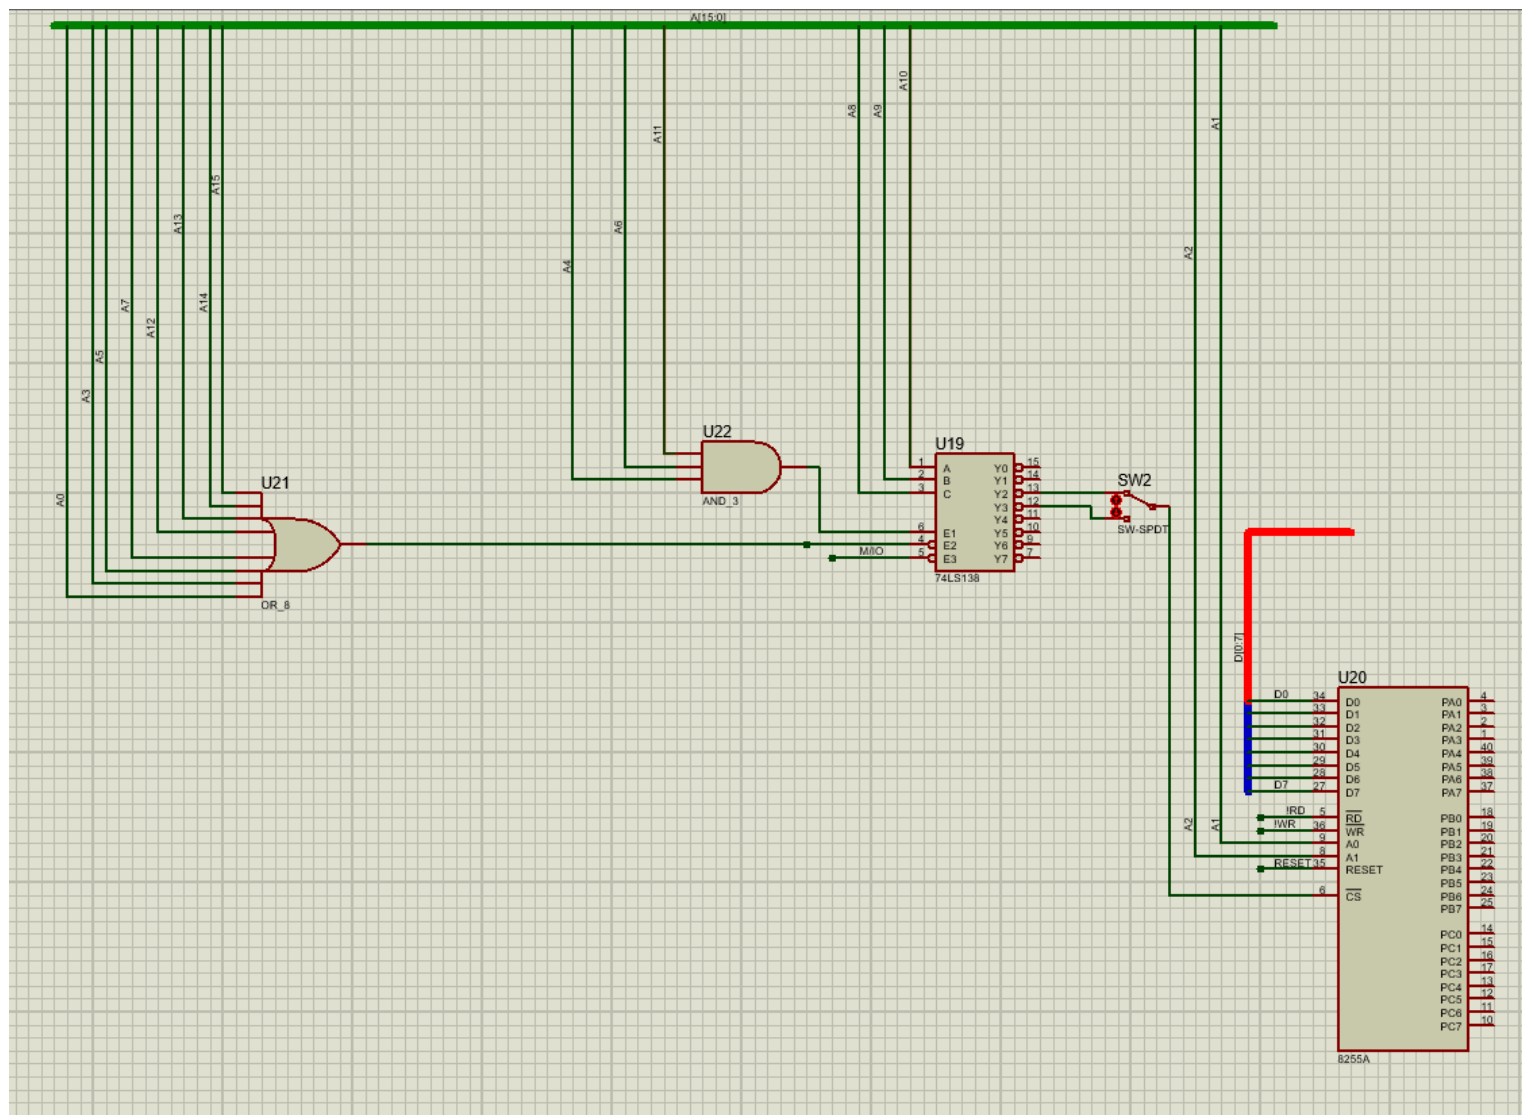 A[15:0]
A10
A8
A9
A1
A11
A15
A13
A6
A2
A4
A7
A14
A12
A5
A3
A0
U22
AND_3
U21
OR_8
U19
1 A Y0 15
2 B Y1 14
3 C Y2 13
Y3 12
Y4 11
6 E1 Y5 10
4 E2 Y6 9
M/IO 5 E3 Y7 7
74LS138
SW2
SW-SPDT
D[0:7]
U20
D0 34 D0 PA0 4
33 D1 PA1 3
32 D2 PA2 2
31 D3 PA3 1
30 D4 PA4 40
29 D5 PA5 39
28 D6 PA6 38
D7 27 D7 PA7 37
!RD 5 RD PB0 18
!WR 36 WR PB1 19
9 A0 PB2 20
8 A1 PB3 21
RESET 35 RESET PB4 22
PB5 23
6 CS PB6 24
PB7 25
A2
A1
PC0 14
PC1 15
PC2 16
PC3 17
PC4 13
PC5 12
PC6 11
PC7 10
8255A